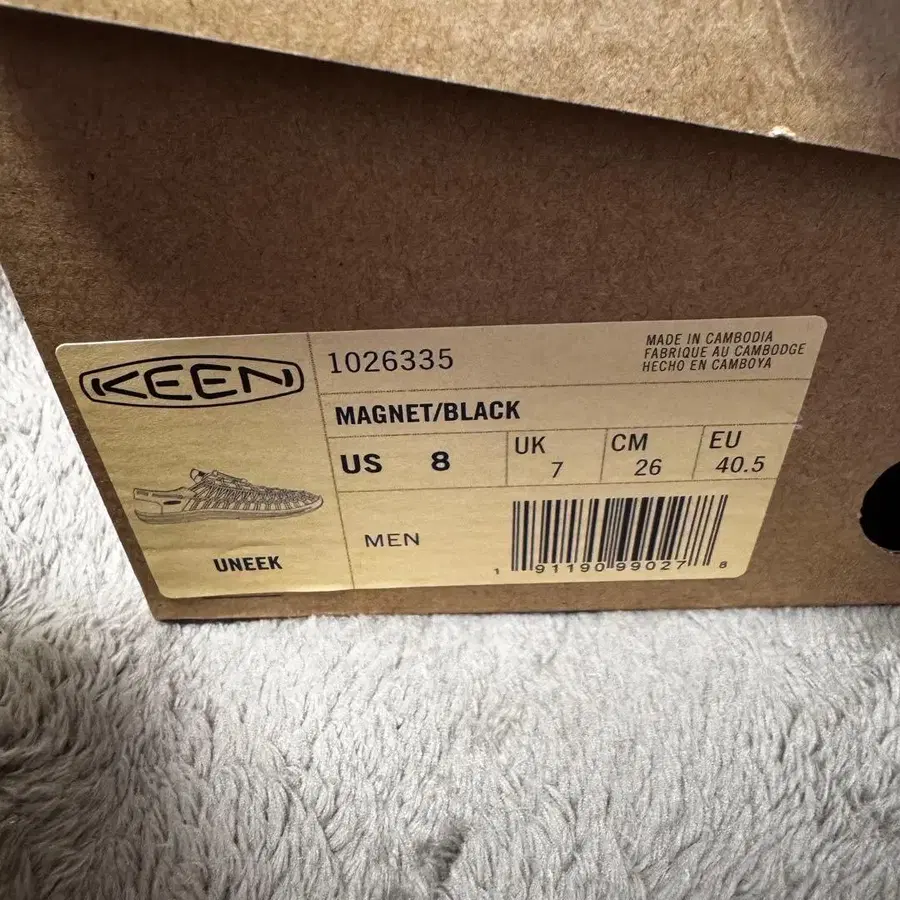 KEEN
1026335
MADE IN CAMBODIA
FABRIQUE AU CAMBODGE
HECHO EN CAMBOYA
MAGNET/BLACK
US 8
UK 7
CM 26
EU 40.5
MEN
UNEEK
1 91190 99027 8